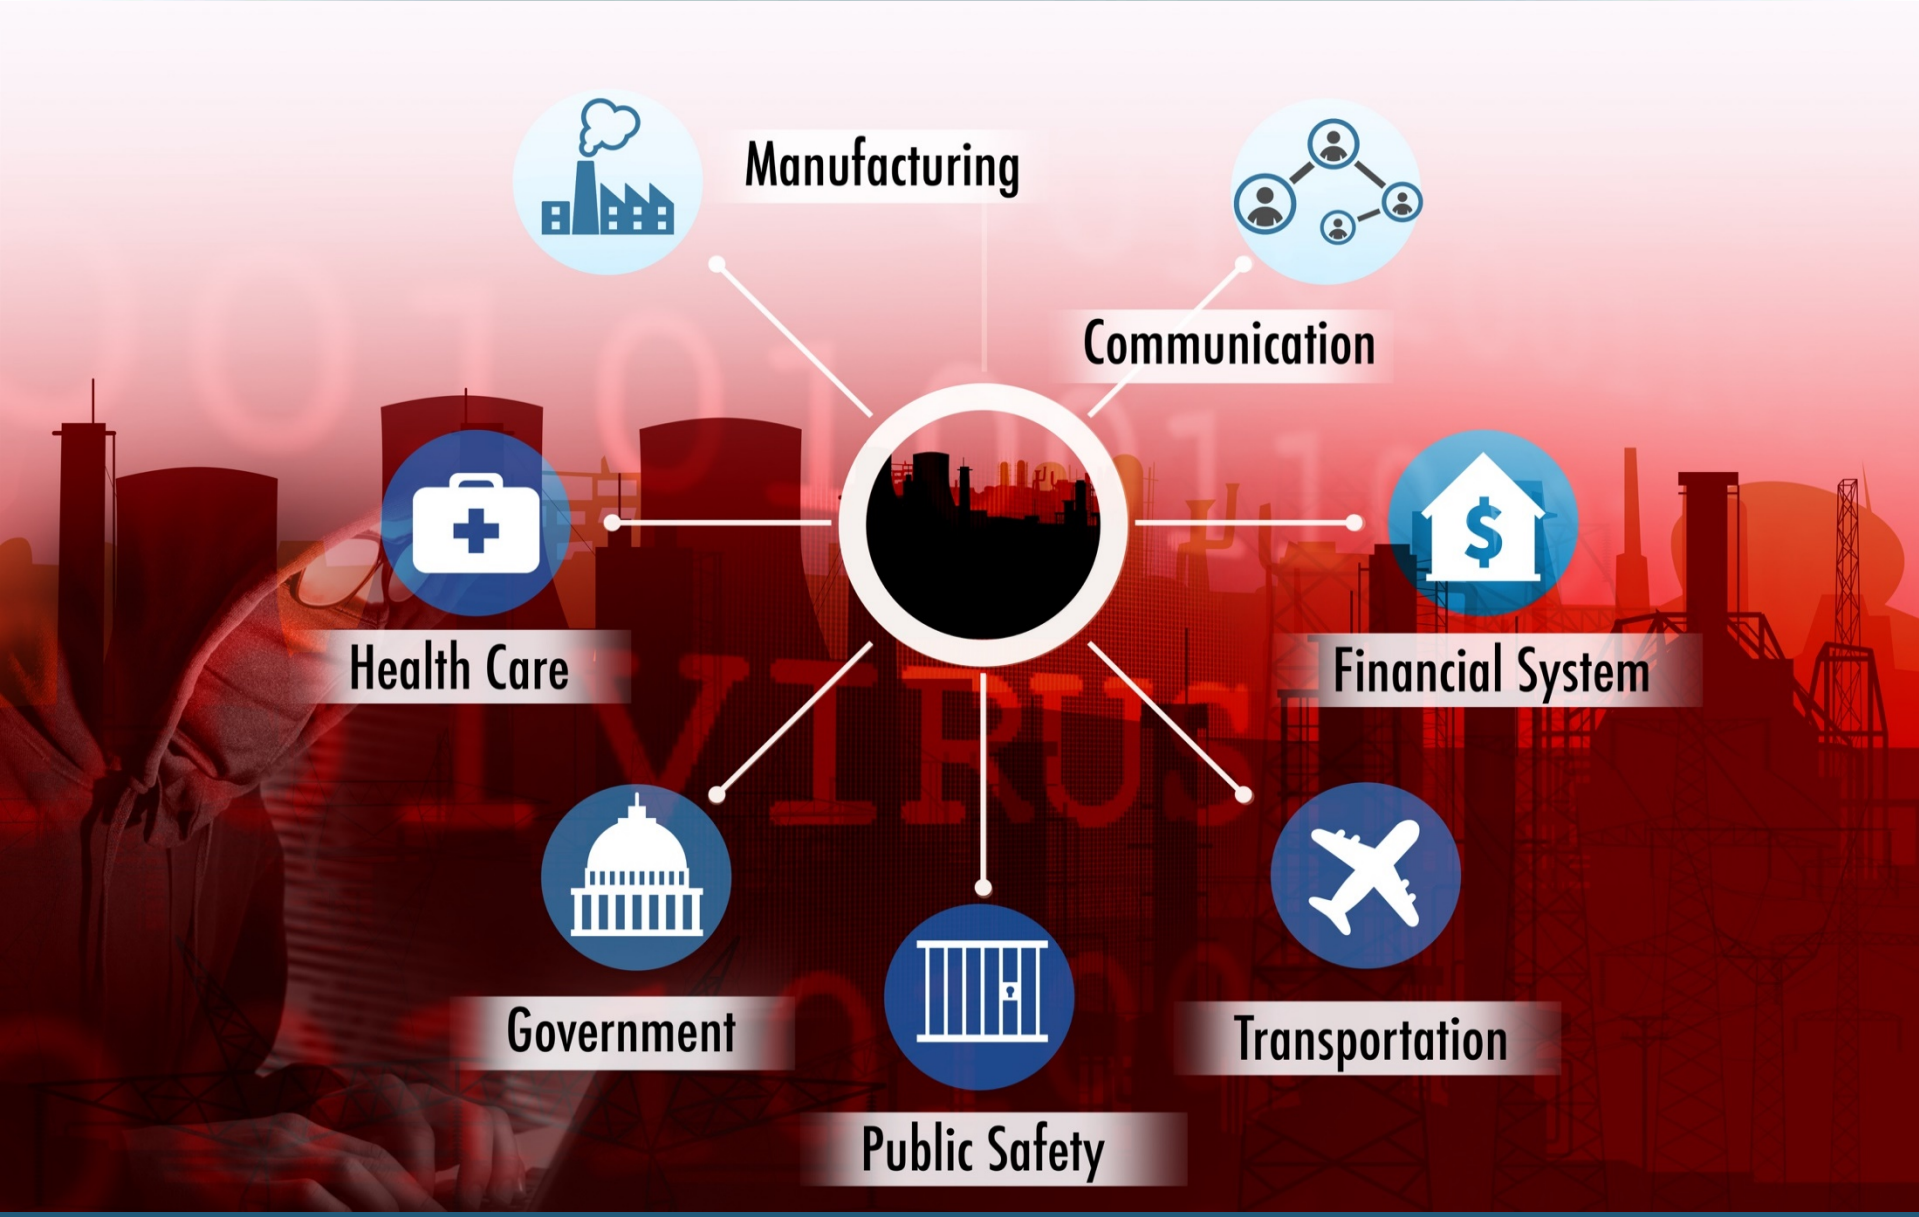 Manufacturing
Communication
Health Care
Financial System
VIRUS
Government
Transportation
Public Safety
$